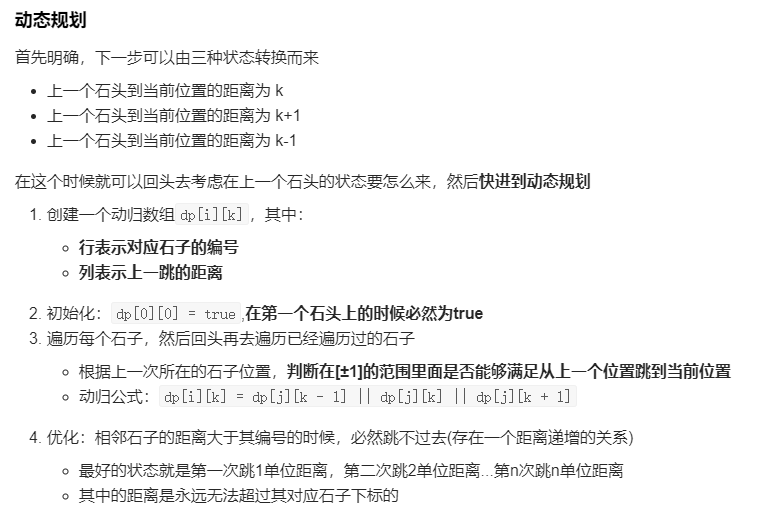 动态规划
首先明确，下一步可以由三种状态转换而来
• 上一个石头到当前位置的距离为 k
• 上一个石头到当前位置的距离为 k+1
• 上一个石头到当前位置的距离为 k-1
在这个时候就可以回头去考虑在上一个石头的状态要怎么来，然后快进到动态规划
1. 创建一个动归数组 dp[i][k] ，其中：
○ 行表示对应石子的编号
○ 列表示上一跳的距离
2. 初始化： dp[0][0] = true ,在第一个石头上的时候必然为true
3. 遍历每个石子，然后回头再去遍历已经遍历过的石子
○ 根据上一次所在的石子位置，判断在[±1]的范围里面是否能够满足从上一个位置跳到当前位置
○ 动归公式： dp[i][k] = dp[j][k - 1] || dp[j][k] || dp[j][k + 1]
4. 优化：相邻石子的距离大于其编号的时候，必然跳不过去(存在一个距离递增的关系)
○ 最好的状态就是第一次跳1单位距离，第二次跳2单位距离...第n次跳n单位距离
○ 其中的距离是永远无法超过其对应石子下标的